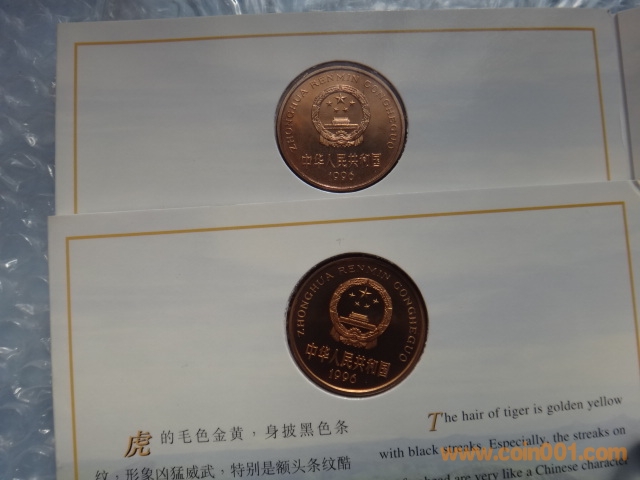 ZHONGHUA RENMIN GONGHEGUO
中华人民共和国
1996
ZHONGHUA RENMIN GONGHEGUO
中华人民共和国
1996
虎的毛色金黄，身披黑色条
纹，形象凶猛威武，特别是额头条纹酷
The hair of tiger is golden yellow
with black streaks. Especially, the streaks on
head are very like a Chinese character
www.coin001.com